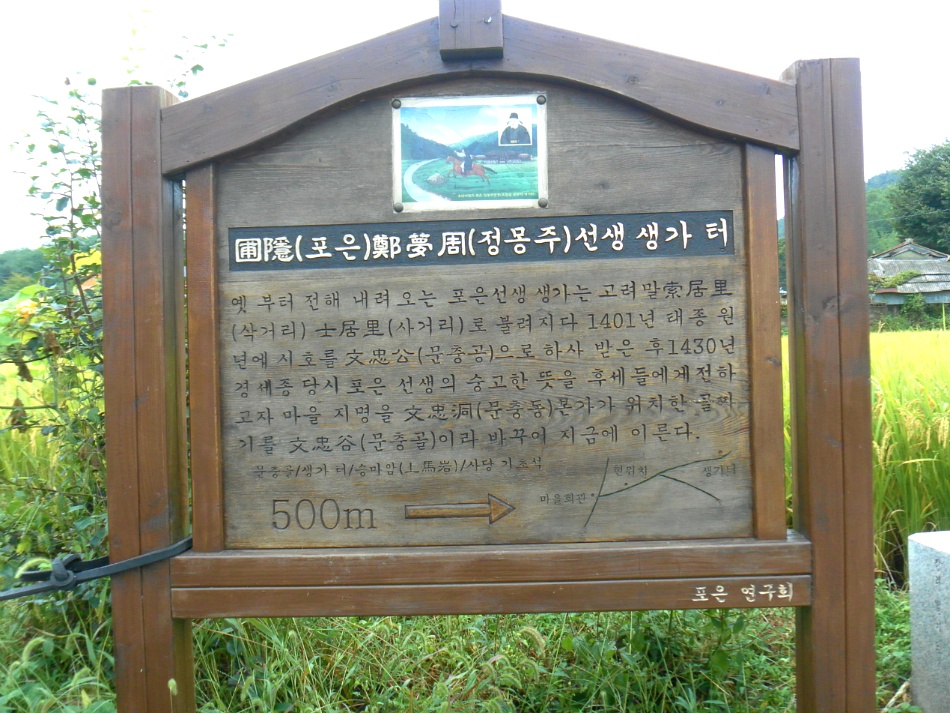 圃隱(포은)鄭夢周(정몽주)선생 생가 터
옛 부터 전해 내려 오는 포은선생 생가는 고려말索居里
(삭거리) 士居里(사거리)로 불려지다 1401년 태종 원
년에 시호를 文忠公(문충공)으로 하사 받은 후1430년
경세종 당시 포은 선생의 숭고한 뜻을 후세들에게전하
고자 마을 지명을 文忠洞(문충동)본가가 위치한 골짜
기를 文忠谷(문충골)이라 바꾸어 지금에 이른다.
문충골/생가 터/승마암(上馬岩)/사당 기초석
현위치 생가터
마을회관
500m
포은 연구회